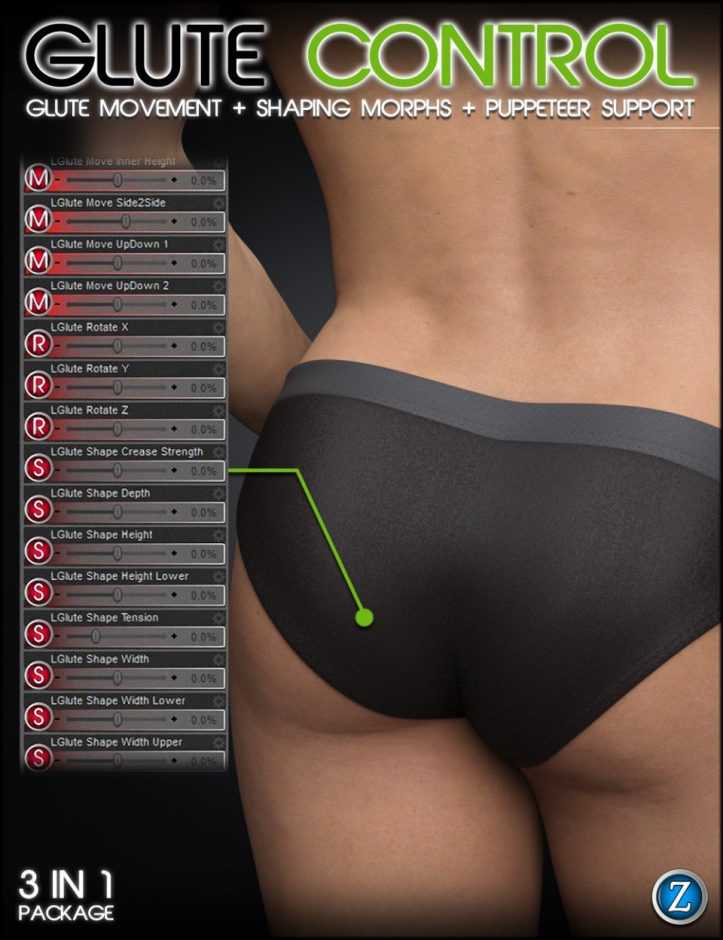 GLUTE CONTROL
GLUTE MOVEMENT + SHAPING MORPHS + PUPPETEER SUPPORT
LGlute Move Inner Height
M - + 0.0%
LGlute Move Side2Side
M - + 0.0%
LGlute Move UpDown 1
M - + 0.0%
LGlute Move UpDown 2
M - + 0.0%
LGlute Rotate X
R - + 0.0%
LGlute Rotate Y
R - + 0.0%
LGlute Rotate Z
R - + 0.0%
LGlute Shape Crease Strength
S - + 0.0%
LGlute Shape Depth
S - + 0.0%
LGlute Shape Height
S - + 0.0%
LGlute Shape Height Lower
S - + 0.0%
LGlute Shape Tension
S - + 0.0%
LGlute Shape Width
S - + 0.0%
LGlute Shape Width Lower
S - + 0.0%
LGlute Shape Width Upper
S - + 0.0%
3 IN 1
PACKAGE
Z